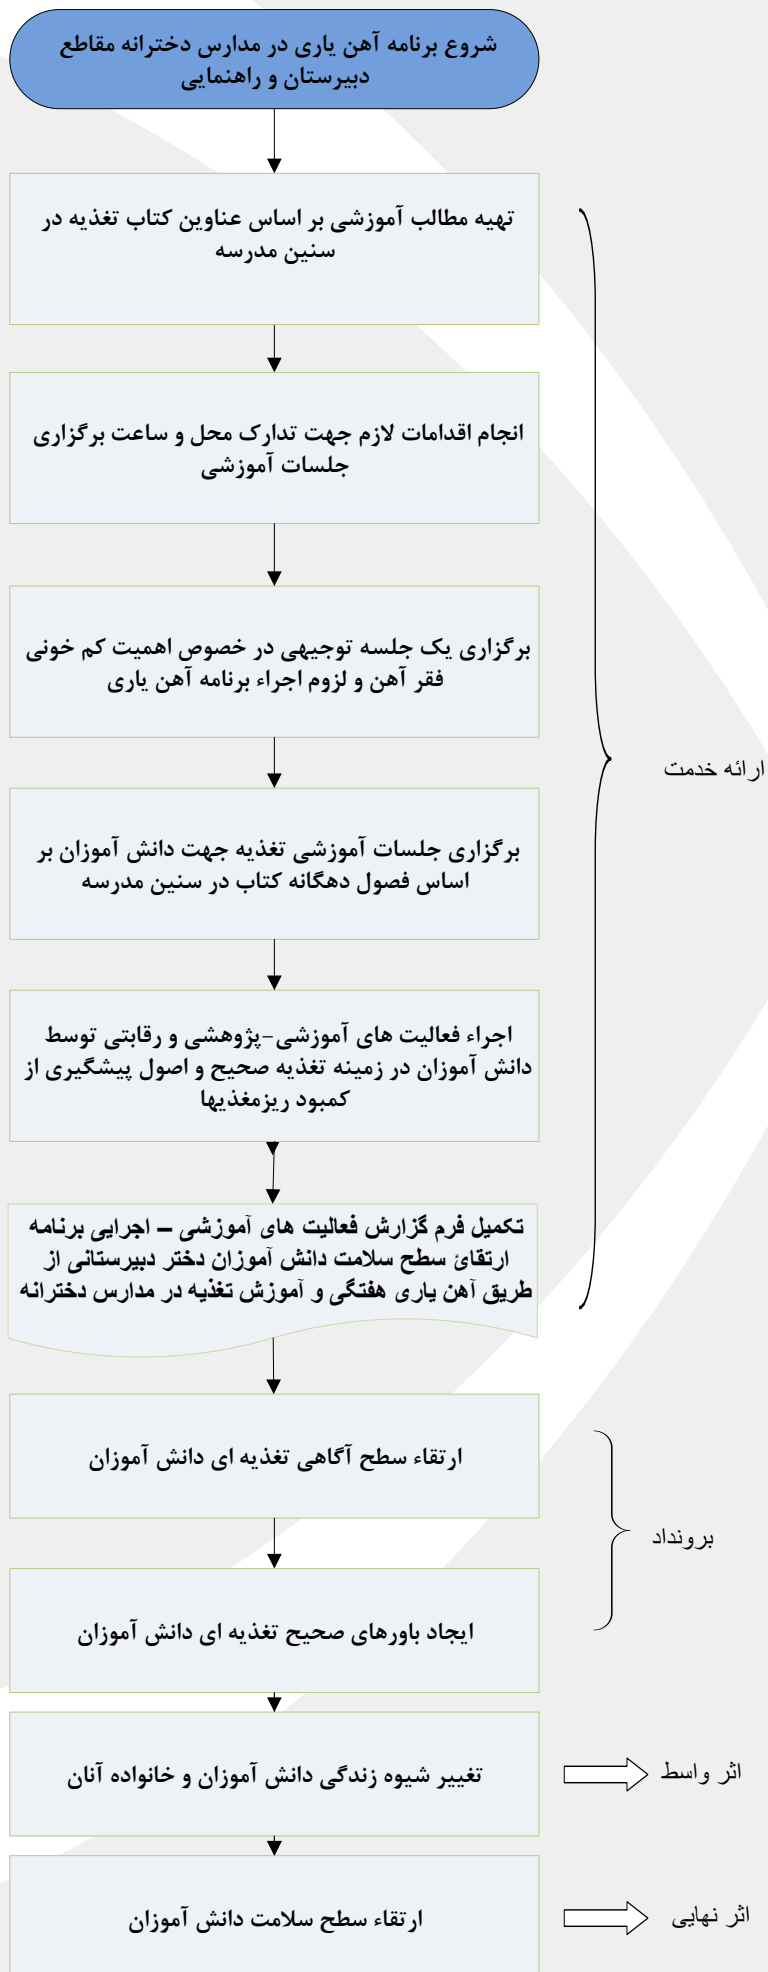 شروع برنامه آهن یاری در مدارس دخترانه مقاطع
دبیرستان و راهنمایی
تهیه مطالب آموزشی بر اساس عناوین کتاب تغذیه در
سنین مدرسه
انجام اقدامات لازم جهت تدارک محل و ساعت برگزاری
جلسات آموزشی
برگزاری یک جلسه توجیهی در خصوص اهمیت کم خونی
فقر آهن و لزوم اجراء برنامه آهن یاری
ارائه خدمت
برگزاری جلسات آموزشی تغذیه جهت دانش آموزان بر
اساس فصول دهگانه کتاب در سنین مدرسه
اجراء فعالیت های آموزشی-پژوهشی و رقابتی توسط
دانش آموزان در زمینه تغذیه صحیح و اصول پیشگیری از
کمبود ریزمغذیها
تکمیل فرم گزارش فعالیت های آموزشی – اجرایی برنامه
ارتقائ سطح سلامت دانش آموزان دختر دبیرستانی از
طریق آهن یاری هفتگی و آموزش تغذیه در مدارس دخترانه
ارتقاء سطح آگاهی تغذیه ای دانش آموزان
برونداد
ایجاد باورهای صحیح تغذیه ای دانش آموزان
تغییر شیوه زندگی دانش آموزان و خانواده آنان
اثر واسط
ارتقاء سطح سلامت دانش آموزان
اثر نهایی